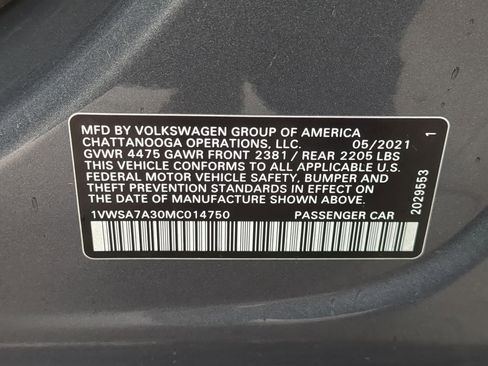 MFD BY VOLKSWAGEN GROUP OF AMERICA
CHATTANOOGA OPERATIONS, LLC. 05/2021
GVWR 4475 GAWR FRONT 2381 / REAR 2205 LBS
THIS VEHICLE CONFORMS TO ALL APPLICABLE U.S.
FEDERAL MOTOR VEHICLE SAFETY, BUMPER AND
THEFT PREVENTION STANDARDS IN EFFECT ON
THE DATE OF MANUFACTURE SHOWN ABOVE.
1VWSA7A30MC014750 PASSENGER CAR
2029553 1